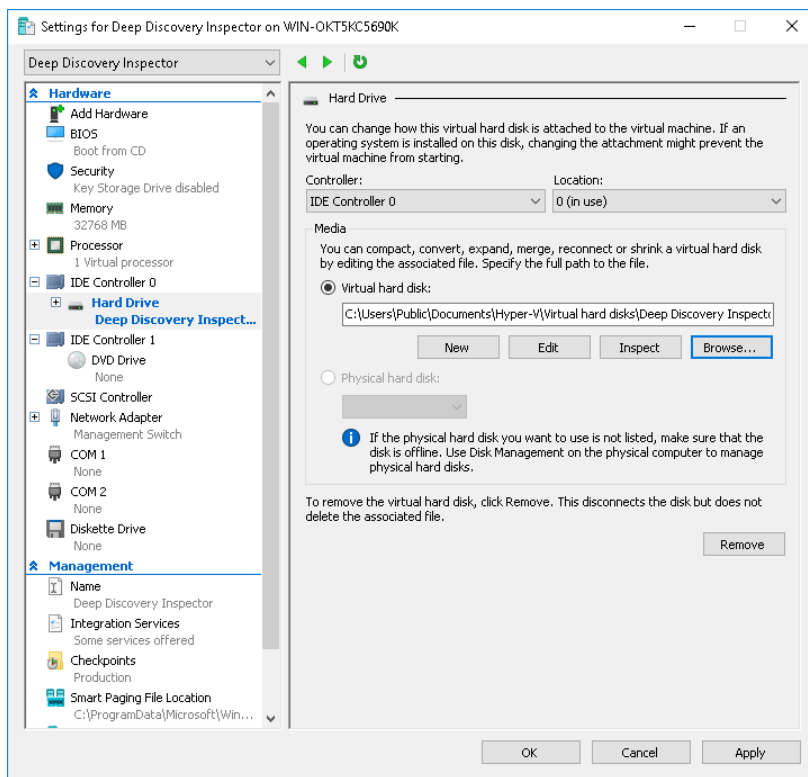 Settings for Deep Discovery Inspector on WIN-OKT5KC5690K
Deep Discovery Inspector
Hardware
Add Hardware
BIOS
Boot from CD
Security
Key Storage Drive disabled
Memory
32768 MB
Processor
1 Virtual processor
IDE Controller 0
Hard Drive
Deep Discovery Inspect...
IDE Controller 1
DVD Drive
None
SCSI Controller
Network Adapter
Management Switch
COM 1
None
COM 2
None
Diskette Drive
None
Management
Name
Deep Discovery Inspector
Integration Services
Some services offered
Checkpoints
Production
Smart Paging File Location
C:\ProgramData\Microsoft\Win...
Hard Drive
You can change how this virtual hard disk is attached to the virtual machine. If an
operating system is installed on this disk, changing the attachment might prevent the
virtual machine from starting.
Controller: Location:
IDE Controller 0 0 (in use)
Media
You can compact, convert, expand, merge, reconnect or shrink a virtual hard disk
by editing the associated file. Specify the full path to the file.
Virtual hard disk:
C:\Users\Public\Documents\Hyper-V\Virtual hard disks\Deep Discovery Inspecto
New Edit Inspect Browse...
Physical hard disk:
If the physical hard disk you want to use is not listed, make sure that the
disk is offline. Use Disk Management on the physical computer to manage
physical hard disks.
To remove the virtual hard disk, click Remove. This disconnects the disk but does not
delete the associated file.
Remove
OK Cancel Apply